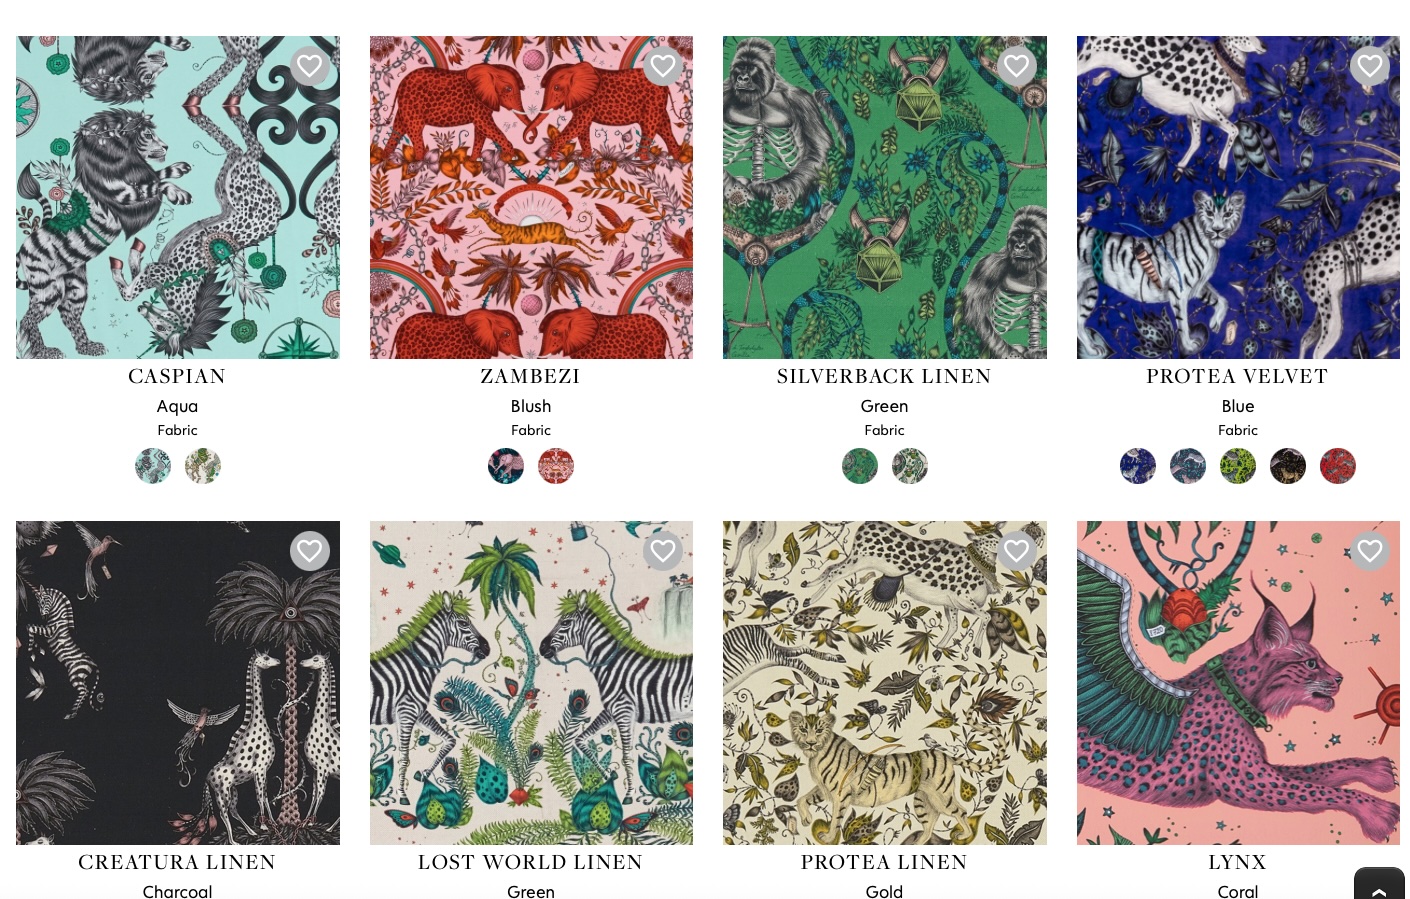 CASPIAN
Aqua
Fabric
ZAMBEZI
Blush
Fabric
SILVERBACK LINEN
Green
Fabric
PROTEA VELVET
Blue
Fabric
CREATURA LINEN
Charcoal
LOST WORLD LINEN
Green
PROTEA LINEN
Gold
LYNX
Coral